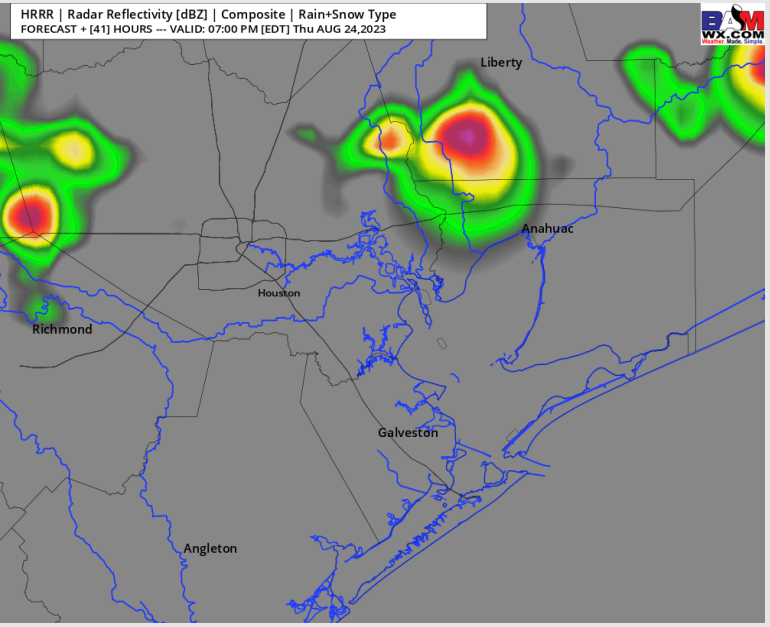 HRRR | Radar Reflectivity [dBZ] | Composite | Rain+Snow Type
FORECAST + [41] HOURS --- VALID: 07:00 PM [EDT] Thu AUG 24,2023
BAM
WX.COM
Weather. Made. Simple.
Liberty
Anahuac
Houston
Richmond
Galveston
Angleton